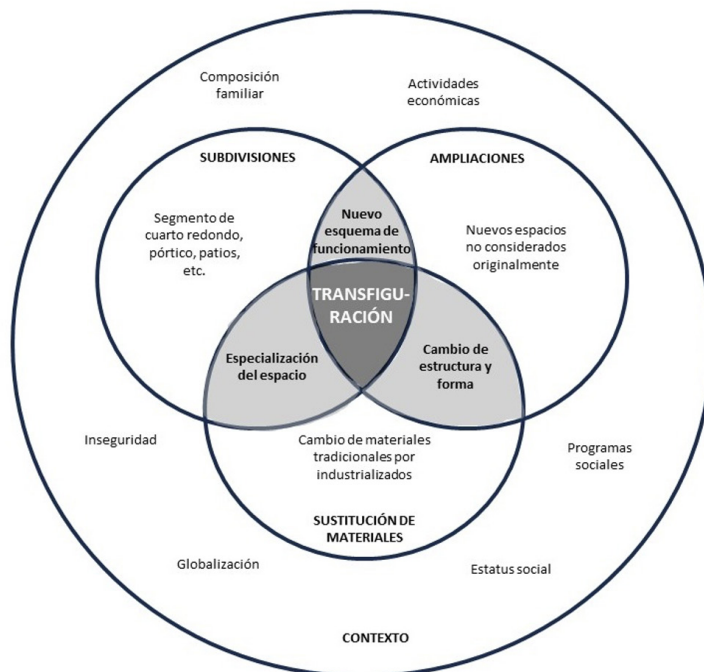 Composición
familiar
Actividades
económicas
SUBDIVISIONES
AMPLIACIONES
Segmento de
cuarto redondo,
pórtico, patios,
etc.
Nuevo
esquema de
funcionamiento
Nuevos espacios
no considerados
originalmente
TRANSFIGU-
RACIÓN
Especialización
del espacio
Cambio de
estructura y
forma
Inseguridad
Cambio de materiales
tradicionales por
industrializados
Programas
sociales
SUSTITUCIÓN DE
MATERIALES
Globalización
Estatus social
CONTEXTO